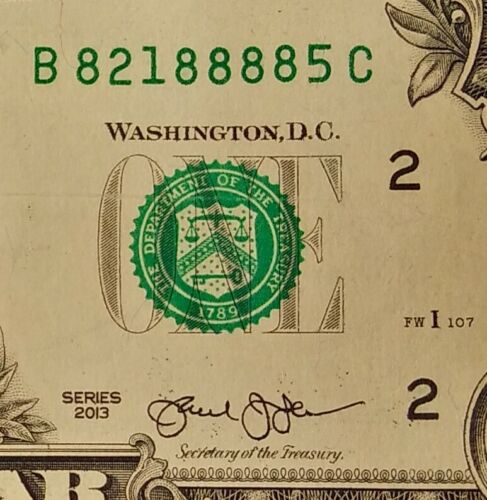 B 82188885 C
WASHINGTON, D.C.
ONE
2
THE DEPARTMENT OF THE TREASURY
1789
FW I 107
SERIES
2013
2
Secretary of the Treasury.
AR